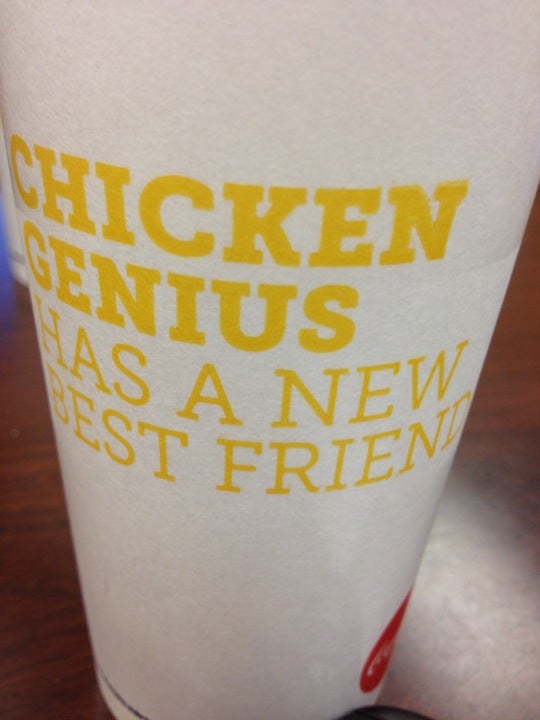 CHICKEN
GENIUS
HAS A NEW
BEST FRIEND